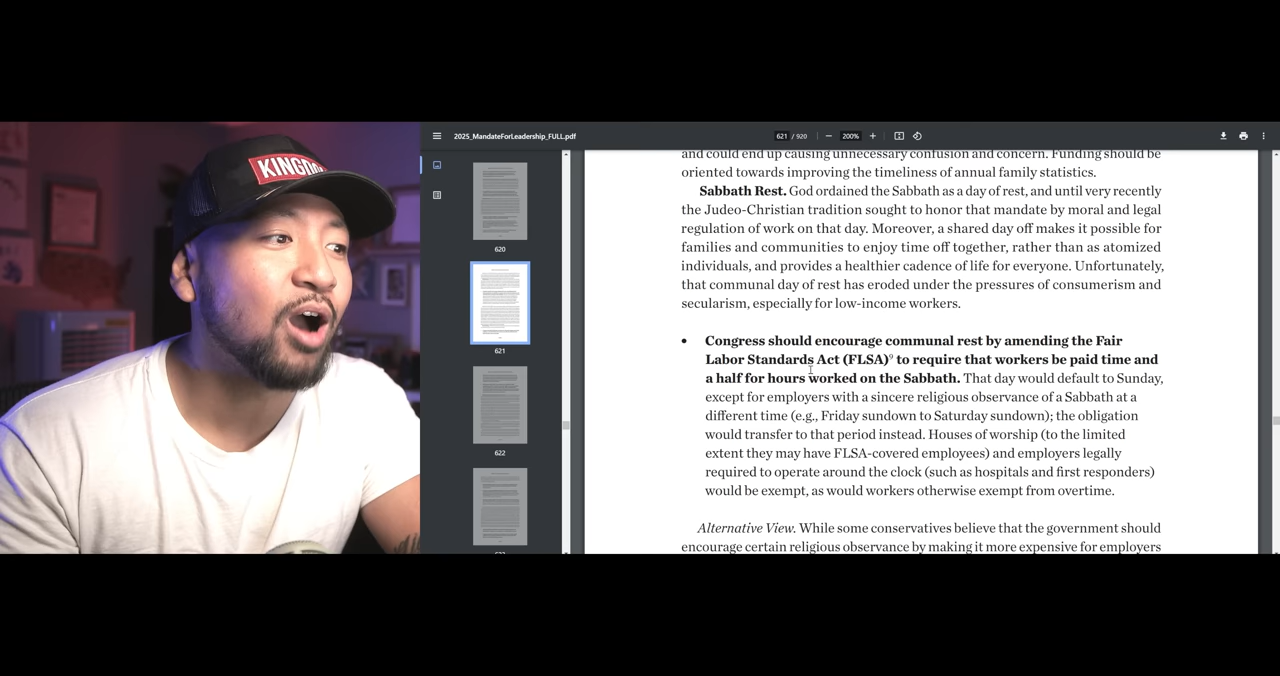 KINGDO
2025_MandateForLeadership_FULL.pdf
621 / 920
200%
620
621
622
and could end up causing unnecessary confusion and concern. Funding should be
oriented towards improving the timeliness of annual family statistics.
Sabbath Rest. God ordained the Sabbath as a day of rest, and until very recently
the Judeo-Christian tradition sought to honor that mandate by moral and legal
regulation of work on that day. Moreover, a shared day off makes it possible for
families and communities to enjoy time off together, rather than as atomized
individuals, and provides a healthier cadence of life for everyone. Unfortunately,
that communal day of rest has eroded under the pressures of consumerism and
secularism, especially for low-income workers.
• Congress should encourage communal rest by amending the Fair
Labor Standards Act (FLSA)⁹ to require that workers be paid time and
a half for hours worked on the Sabbath. That day would default to Sunday,
except for employers with a sincere religious observance of a Sabbath at a
different time (e.g., Friday sundown to Saturday sundown); the obligation
would transfer to that period instead. Houses of worship (to the limited
extent they may have FLSA-covered employees) and employers legally
required to operate around the clock (such as hospitals and first responders)
would be exempt, as would workers otherwise exempt from overtime.
Alternative View. While some conservatives believe that the government should
encourage certain religious observance by making it more expensive for employers